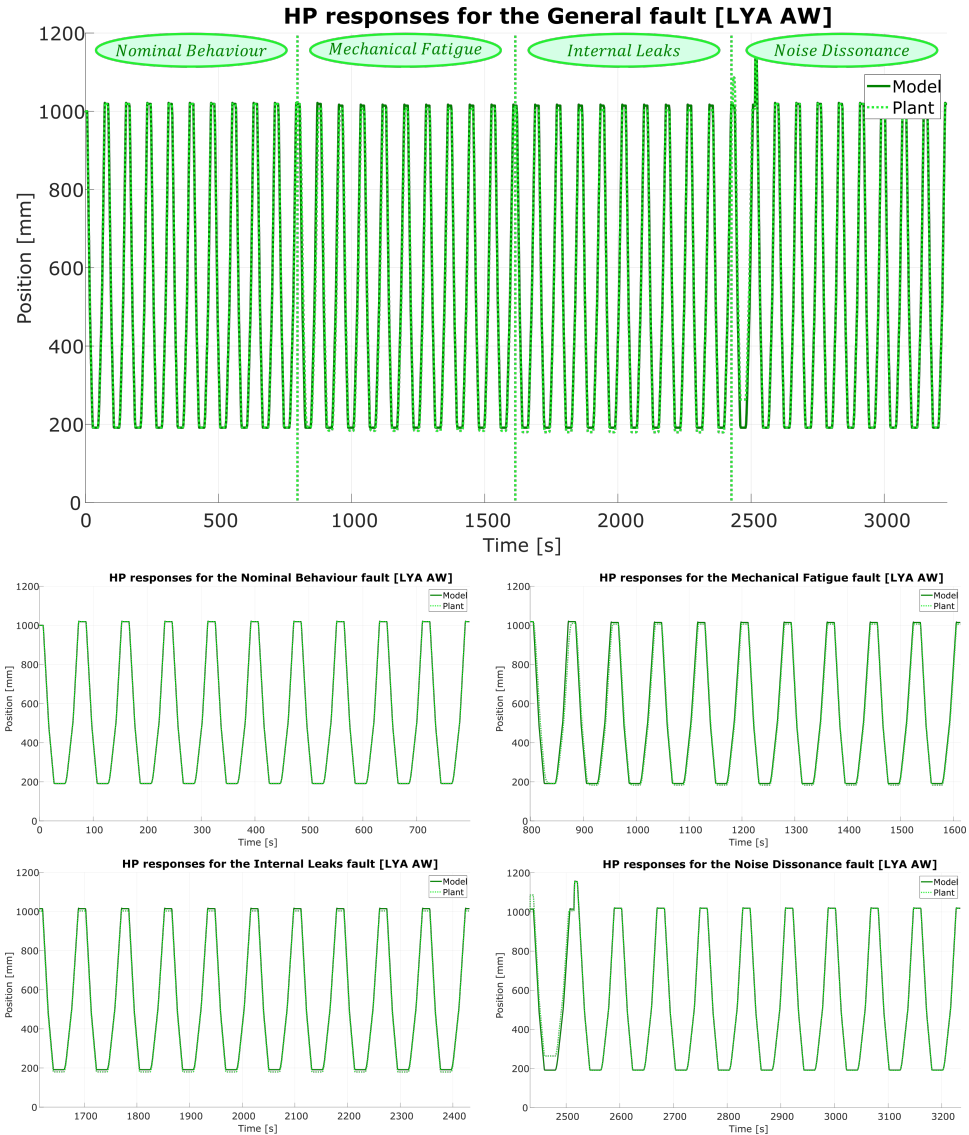 HP responses for the General fault [LYA AW]
1200
Nominal Behaviour
Mechanical Fatigue
Internal Leaks
Noise Dissonance
Model
Plant
1000
800
600
400
200
0
Position [mm]
0 500 1000 1500 2000 2500 3000
Time [s]
HP responses for the Nominal Behaviour fault [LYA AW]
1200
1000
800
600
400
200
0
Position [mm]
Model
Plant
0 100 200 300 400 500 600 700
Time [s]
HP responses for the Mechanical Fatigue fault [LYA AW]
1200
1000
800
600
400
200
0
Position [mm]
Model
Plant
800 900 1000 1100 1200 1300 1400 1500 1600
Time [s]
HP responses for the Internal Leaks fault [LYA AW]
1200
1000
800
600
400
200
0
Position [mm]
Model
Plant
1700 1800 1900 2000 2100 2200 2300 2400
Time [s]
HP responses for the Noise Dissonance fault [LYA AW]
1200
1000
800
600
400
200
0
Position [mm]
Model
Plant
2500 2600 2700 2800 2900 3000 3100 3200
Time [s]